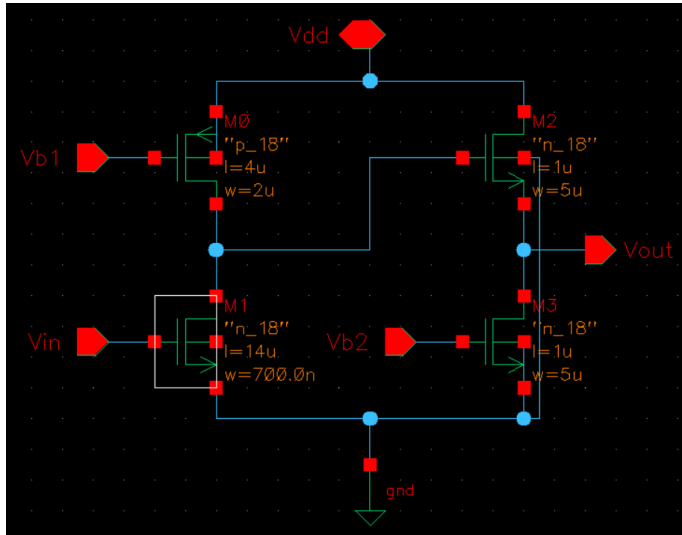 Vdd
M0
"p_18"
l=4u
w=2u
Vb1
M2
"n_18"
l=1u
w=5u
Vout
M1
"n_18"
l=14u
w=700.0n
Vin
M3
"n_18"
l=1u
w=5u
Vb2
gnd